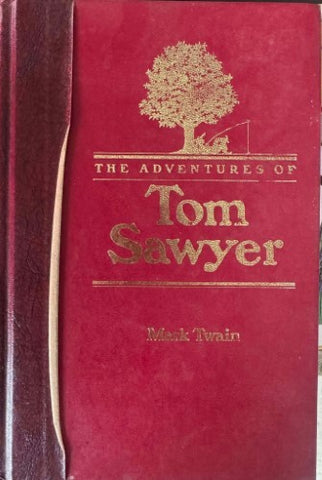 THE ADVENTURES OF
Tom
Sawyer
Mark Twain